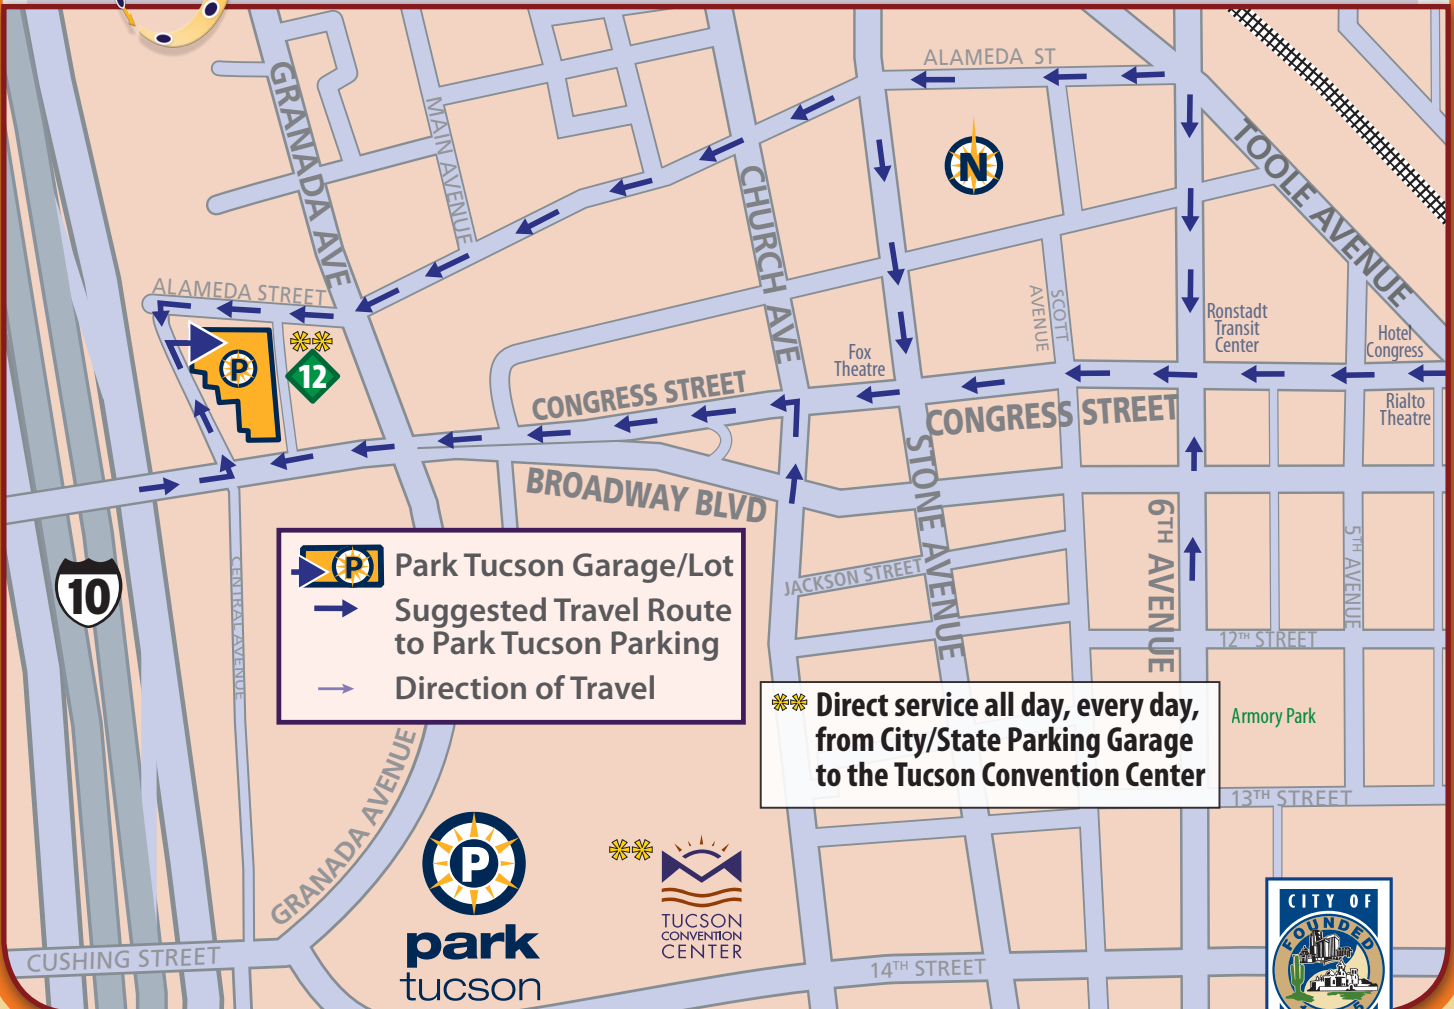 ALAMEDA ST
GRANADA AVE
MAIN AVENUE
TOOLE AVENUE
N
CHURCH AVE
ALAMEDA STREET
SCOTT
AVENUE
Ronstadt
Transit
Center
Hotel
Congress
Fox
Theatre
P
12
CONGRESS STREET
CONGRESS STREET
Rialto
Theatre
BROADWAY BLVD
STONE AVENUE
6TH AVENUE
5TH AVENUE
10
CENTRAL AVENUE
P
Park Tucson Garage/Lot
Suggested Travel Route
to Park Tucson Parking
Direction of Travel
JACKSON STREET
12TH STREET
** Direct service all day, every day,
from City/State Parking Garage
to the Tucson Convention Center
Armory Park
13TH STREET
GRANADA AVENUE
P
park
tucson
**
TUCSON
CONVENTION
CENTER
CUSHING STREET
14TH STREET
CITY OF
FOUNDED